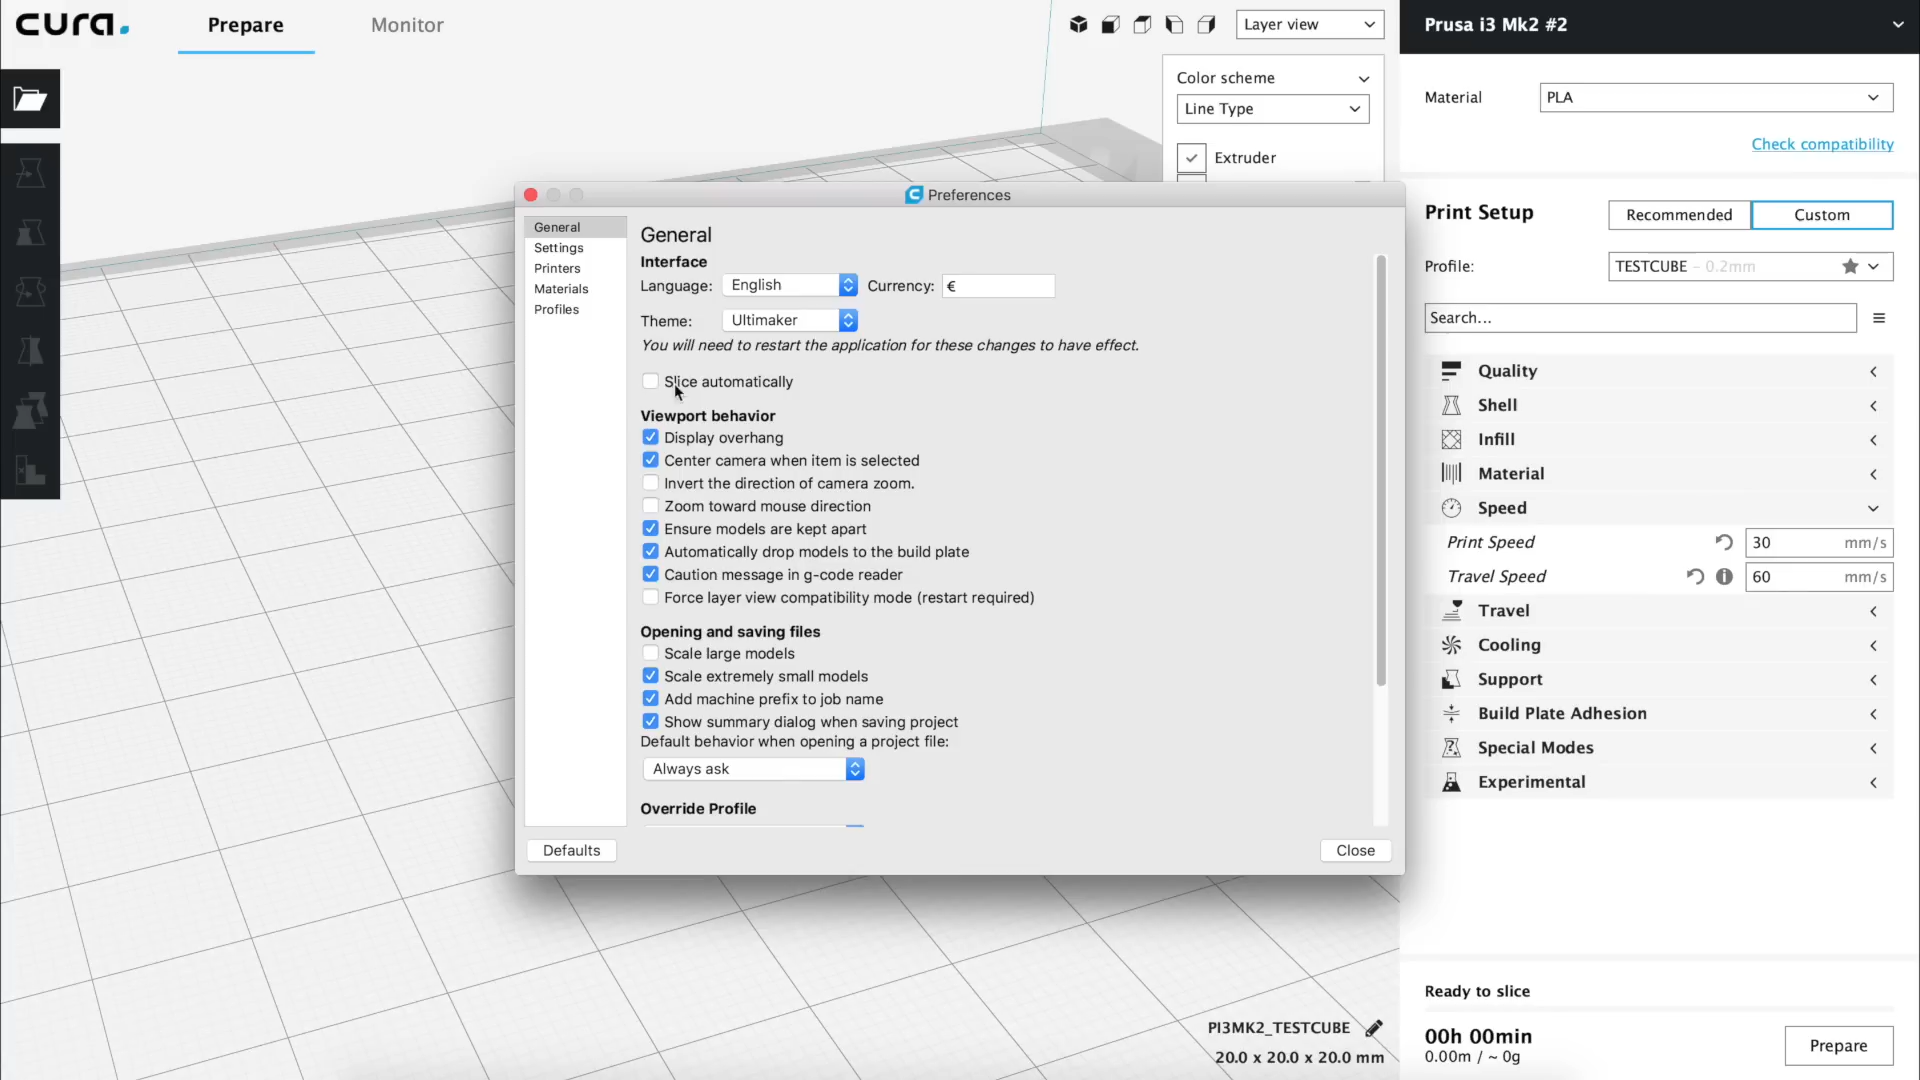 cura.
Prepare
Monitor
Layer view
Prusa i3 Mk2 #2
Color scheme
Line Type
Extruder
Material
PLA
Check compatibility
Preferences
General
Settings
Printers
Materials
Profiles
General
Interface
Language: English Currency: €
Theme: Ultimaker
You will need to restart the application for these changes to have effect.
Slice automatically
Viewport behavior
Display overhang
Center camera when item is selected
Invert the direction of camera zoom.
Zoom toward mouse direction
Ensure models are kept apart
Automatically drop models to the build plate
Caution message in g-code reader
Force layer view compatibility mode (restart required)
Opening and saving files
Scale large models
Scale extremely small models
Add machine prefix to job name
Show summary dialog when saving project
Default behavior when opening a project file:
Always ask
Override Profile
Defaults
Close
Print Setup
Recommended
Custom
Profile:
TESTCUBE - 0.2mm
Search...
Quality
Shell
Infill
Material
Speed
Print Speed 30 mm/s
Travel Speed 60 mm/s
Travel
Cooling
Support
Build Plate Adhesion
Special Modes
Experimental
PI3MK2_TESTCUBE
20.0 x 20.0 x 20.0 mm
Ready to slice
00h 00min
0.00m / ~ 0g
Prepare